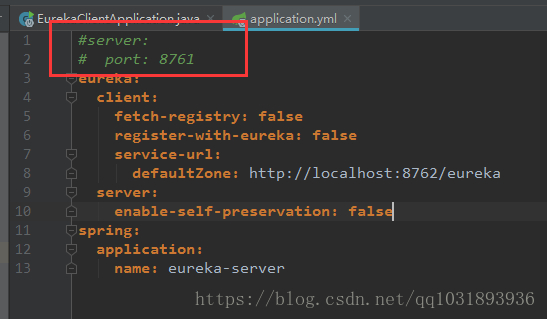 EurekaClientApplication.java application.yml
1 #server:
2 # port: 8761
3 eureka:
4 client:
5 fetch-registry: false
6 register-with-eureka: false
7 service-url:
8 defaultZone: http://localhost:8762/eureka
9 server:
10 enable-self-preservation: false
11 spring:
12 application:
13 name: eureka-server
https://blog.csdn.net/qq1031893936